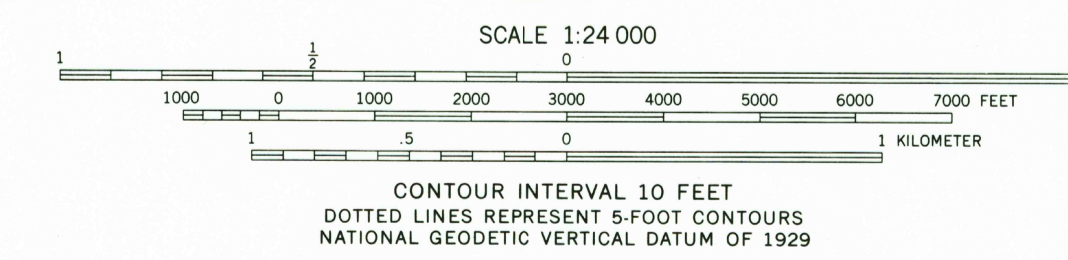 SCALE 1:24 000
1 ½ 0
1000 0 1000 2000 3000 4000 5000 6000 7000 FEET
1 .5 0 1 KILOMETER
CONTOUR INTERVAL 10 FEET
DOTTED LINES REPRESENT 5-FOOT CONTOURS
NATIONAL GEODETIC VERTICAL DATUM OF 1929